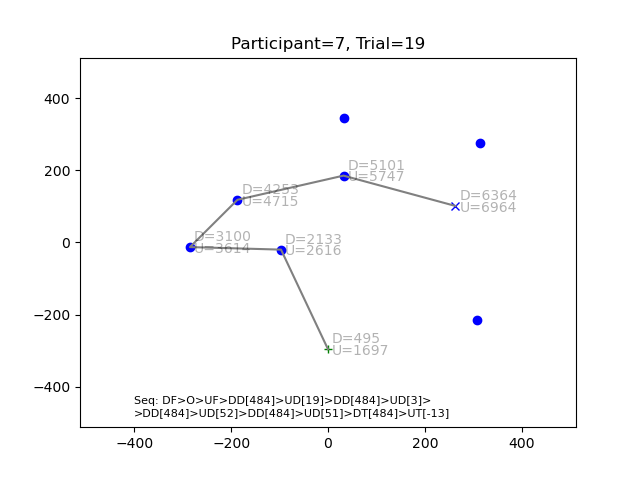 Participant=7, Trial=19
400
200
0
−200
−400
D=5101
U=5747
D=6364
U=6964
D=4253
U=4715
D=3100
U=3614
D=2133
U=2616
D=495
U=1697
Seq: DF>O>UF>DD[484]>UD[19]>DD[484]>UD[3]>
>DD[484]>UD[52]>DD[484]>UD[51]>DT[484]>UT[-13]
−400 −200 0 200 400